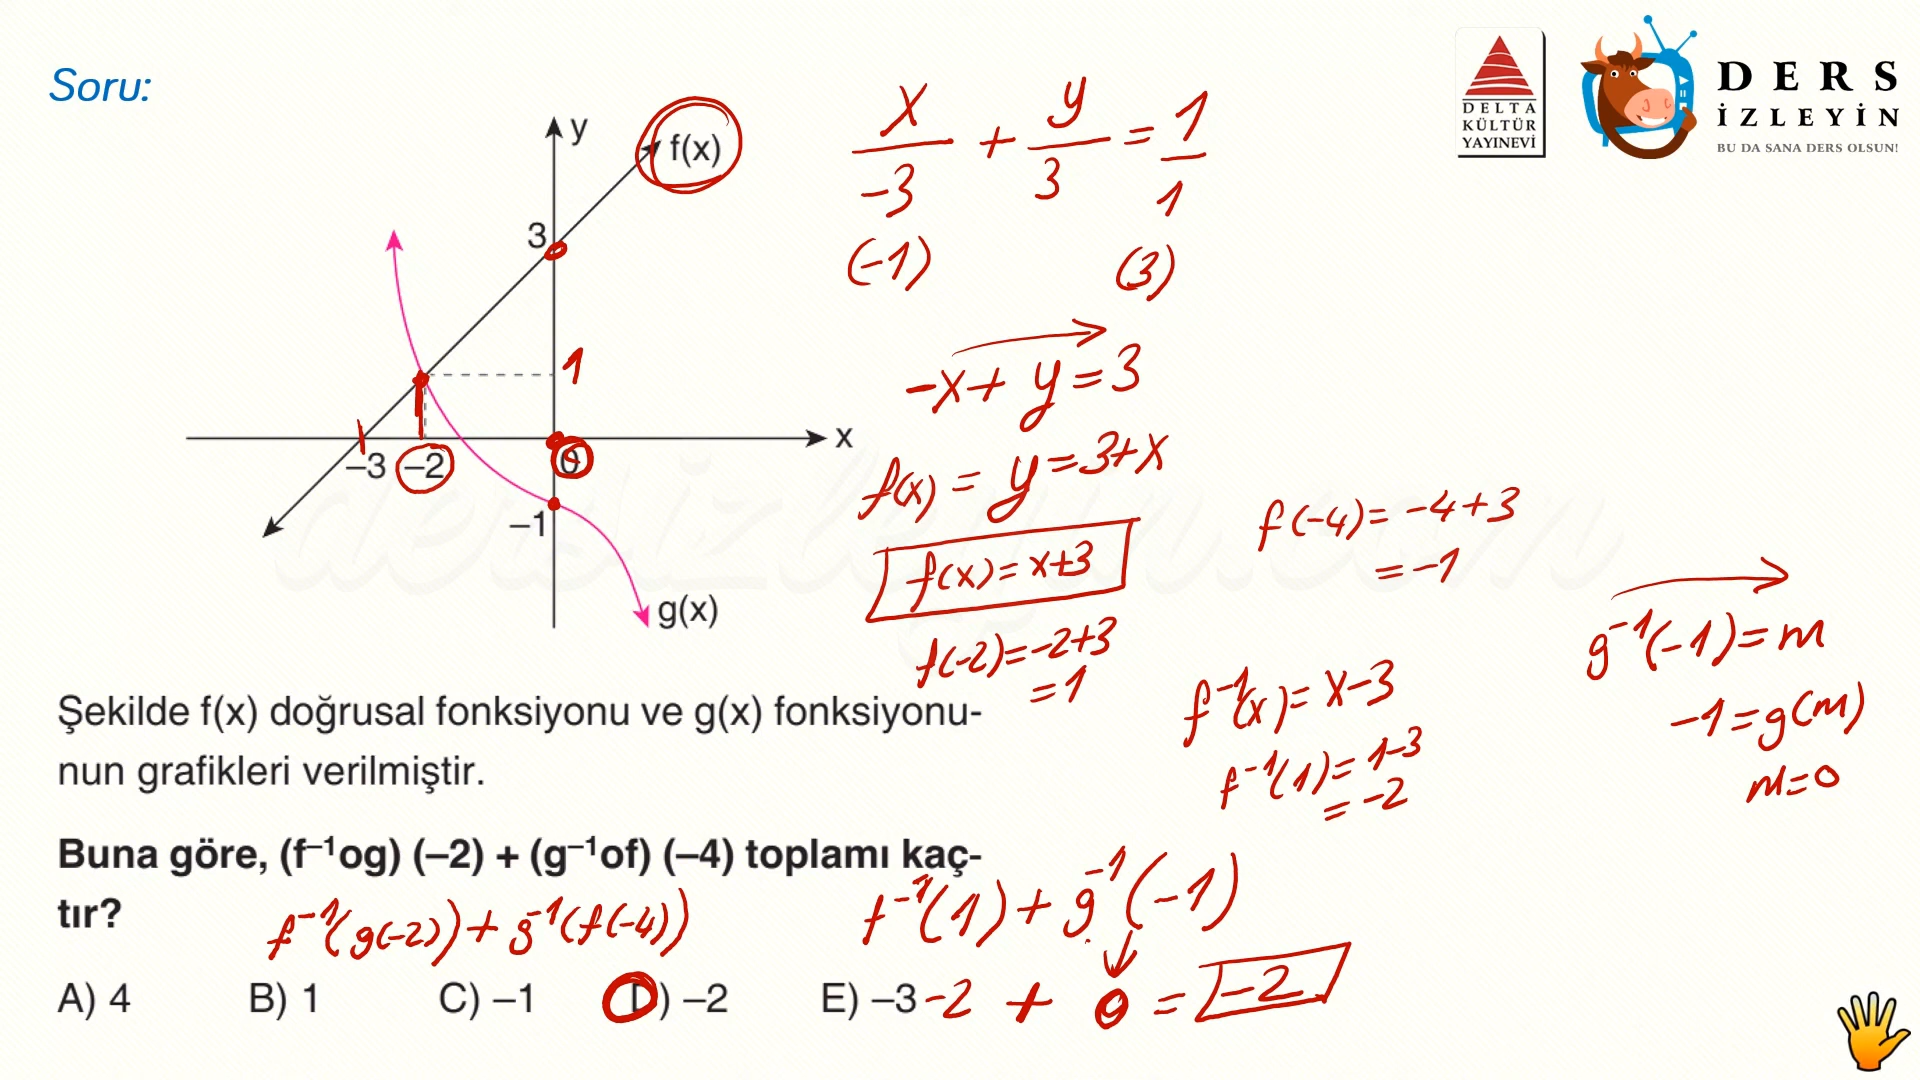 Soru:
DELTA
KÜLTÜR
YAYINEVİ
DERS
İZLEYİN
BU DA SANA DERS OLSUN!
y
f(x)
3
1
x
–3 –2 0
–1
g(x)
x/-3 + y/3 = 1/1
(-1) (3)
-x + y = 3
f(x) = y = 3+x
f(x) = x+3
f(-2) = -2+3
= 1
f(-4) = -4+3
= -1
f⁻¹(x) = x-3
f⁻¹(1) = 1-3
= -2
g⁻¹(-1) = m
-1 = g(m)
m = 0
Şekilde f(x) doğrusal fonksiyonu ve g(x) fonksiyonu-
nun grafikleri verilmiştir.
Buna göre, (f⁻¹og) (–2) + (g⁻¹of) (–4) toplamı kaç-
tır?
f⁻¹(g(-2)) + g⁻¹(f(-4))
f⁻¹(1) + g⁻¹(-1)
A) 4 B) 1 C) –1 D) –2 E) –3
-2 + 0 = -2
dersizleyin.com